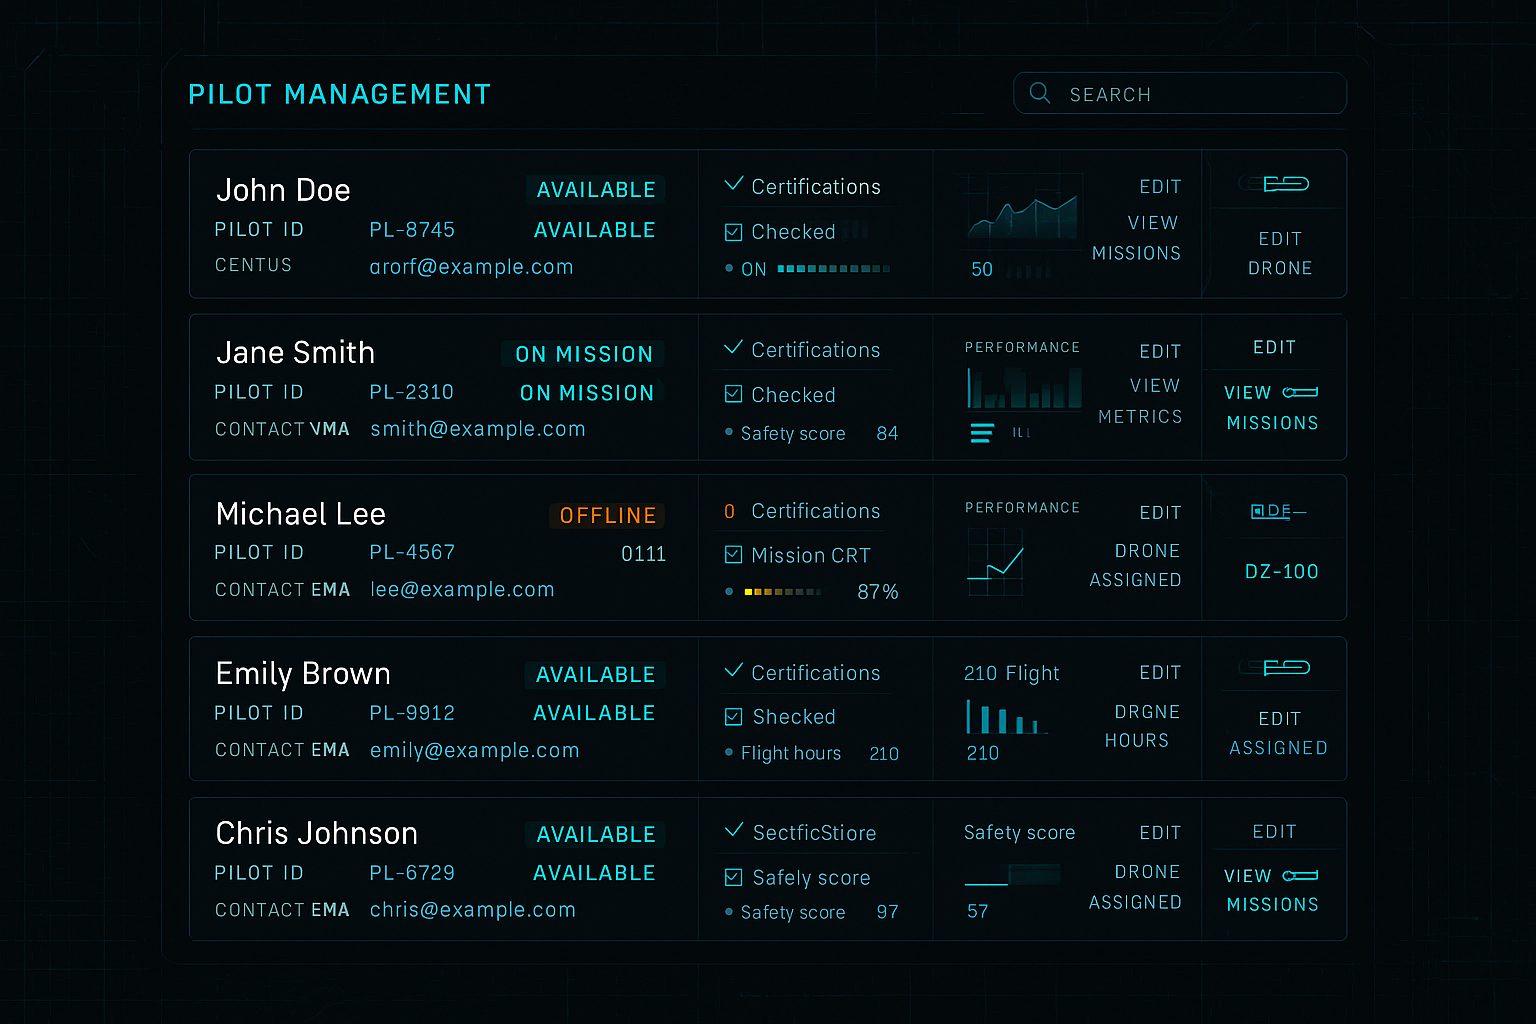 PILOT MANAGEMENT
SEARCH
John Doe
AVAILABLE
PILOT ID PL-8745 AVAILABLE
CENTUS arorf@example.com
Certifications
Checked
ON
50
EDIT
VIEW
MISSIONS
EDIT
DRONE
Jane Smith
ON MISSION
PILOT ID PL-2310 ON MISSION
CONTACT VMA smith@example.com
Certifications
Checked
Safety score 84
PERFORMANCE
EDIT
VIEW
METRICS
EDIT
VIEW
MISSIONS
Michael Lee
OFFLINE
PILOT ID PL-4567 0111
CONTACT EMA lee@example.com
0 Certifications
Mission CRT
87%
PERFORMANCE
EDIT
DRONE
ASSIGNED
DZ-100
Emily Brown
AVAILABLE
PILOT ID PL-9912 AVAILABLE
CONTACT EMA emily@example.com
Certifications
Shecked
Flight hours 210
210 Flight
210
EDIT
DRGNE
HOURS
EDIT
ASSIGNED
Chris Johnson
AVAILABLE
PILOT ID PL-6729 AVAILABLE
CONTACT EMA chris@example.com
SectficStiore
Safely score
Safety score 97
Safety score
57
EDIT
DRONE
ASSIGNED
EDIT
VIEW
MISSIONS